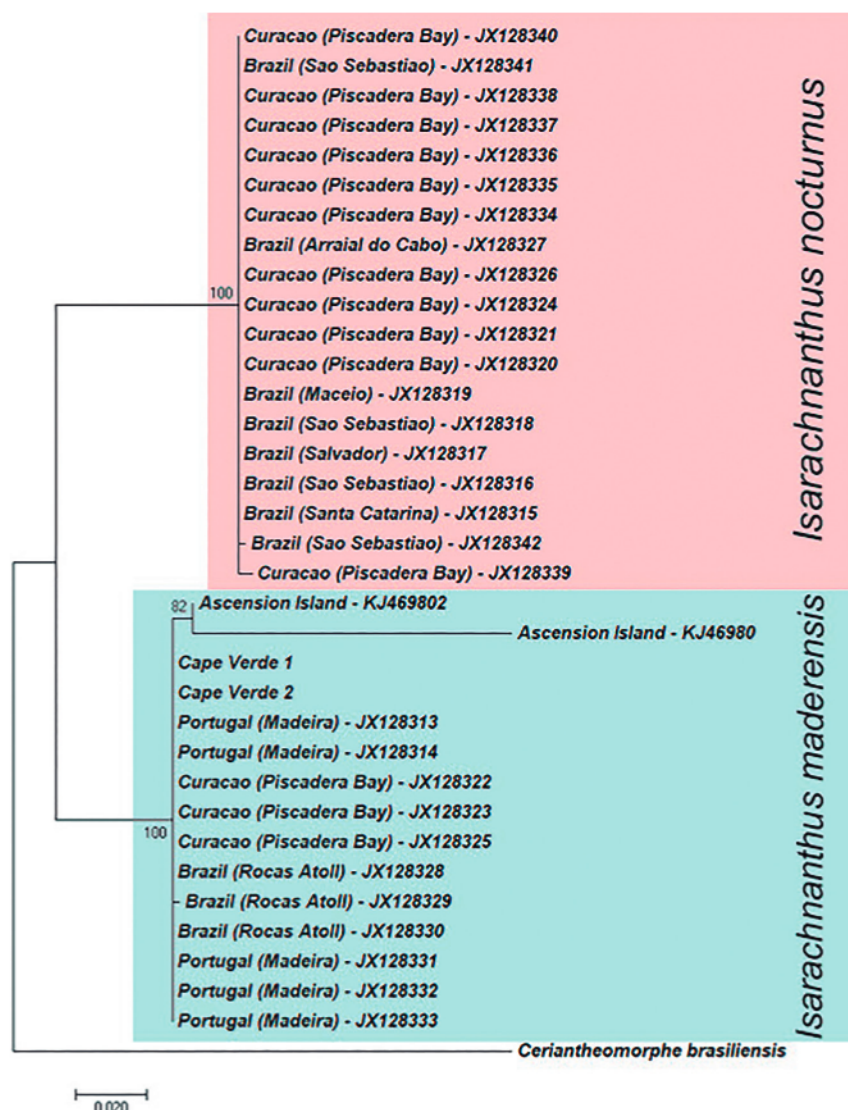 Curacao (Piscadera Bay) - JX128340
Brazil (Sao Sebastiao) - JX128341
Curacao (Piscadera Bay) - JX128338
Curacao (Piscadera Bay) - JX128337
Curacao (Piscadera Bay) - JX128336
Curacao (Piscadera Bay) - JX128335
Curacao (Piscadera Bay) - JX128334
Brazil (Arraial do Cabo) - JX128327
Curacao (Piscadera Bay) - JX128326
Curacao (Piscadera Bay) - JX128324
Curacao (Piscadera Bay) - JX128321
Curacao (Piscadera Bay) - JX128320
Brazil (Maceio) - JX128319
Brazil (Sao Sebastiao) - JX128318
Brazil (Salvador) - JX128317
Brazil (Sao Sebastiao) - JX128316
Brazil (Santa Catarina) - JX128315
Brazil (Sao Sebastiao) - JX128342
Curacao (Piscadera Bay) - JX128339
100
Isarachnanthus nocturnus
Ascension Island - KJ469802
82
Ascension Island - KJ46980
Cape Verde 1
Cape Verde 2
Portugal (Madeira) - JX128313
Portugal (Madeira) - JX128314
Curacao (Piscadera Bay) - JX128322
Curacao (Piscadera Bay) - JX128323
Curacao (Piscadera Bay) - JX128325
Brazil (Rocas Atoll) - JX128328
Brazil (Rocas Atoll) - JX128329
Brazil (Rocas Atoll) - JX128330
Portugal (Madeira) - JX128331
Portugal (Madeira) - JX128332
Portugal (Madeira) - JX128333
100
Isarachnanthus maderensis
Ceriantheomorphe brasiliensis
0.020